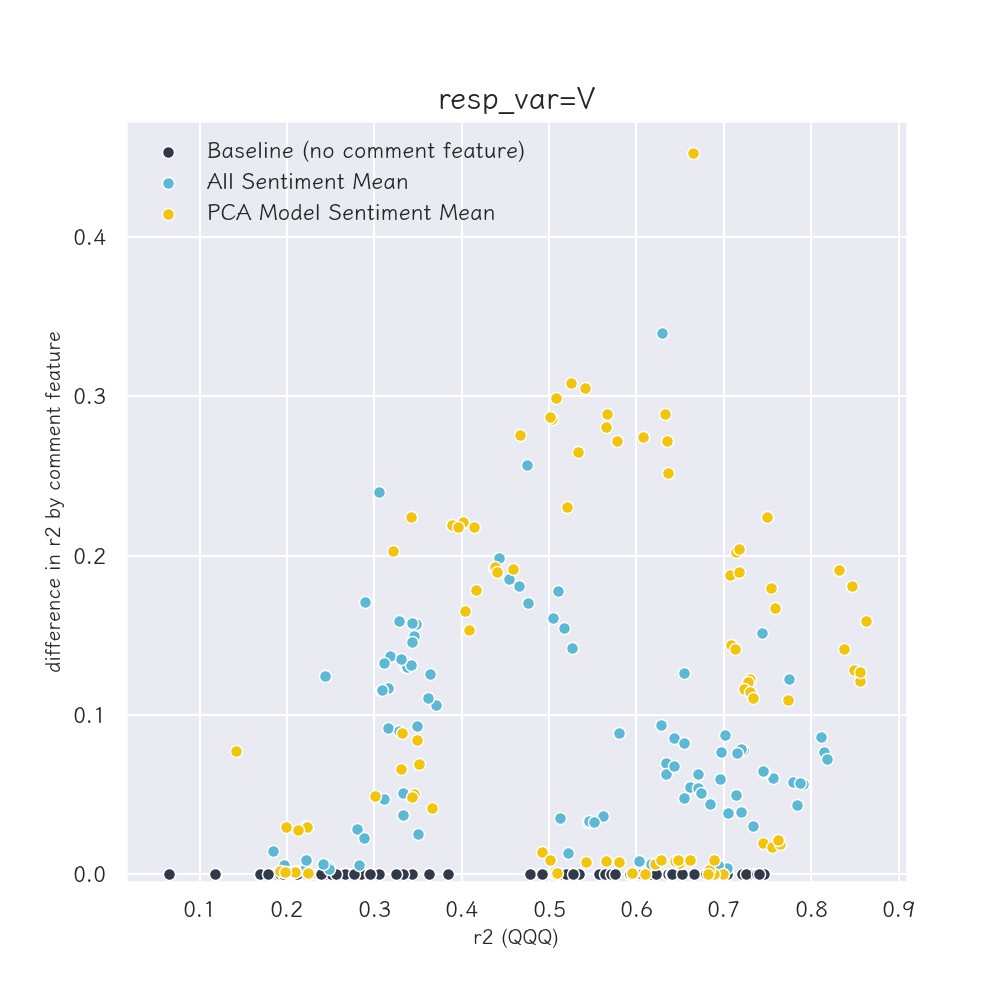 resp_var=V
Baseline (no comment feature)
All Sentiment Mean
PCA Model Sentiment Mean
difference in r2 by comment feature
0.4
0.3
0.2
0.1
0.0
0.1 0.2 0.3 0.4 0.5 0.6 0.7 0.8 0.9
r2 (QQQ)